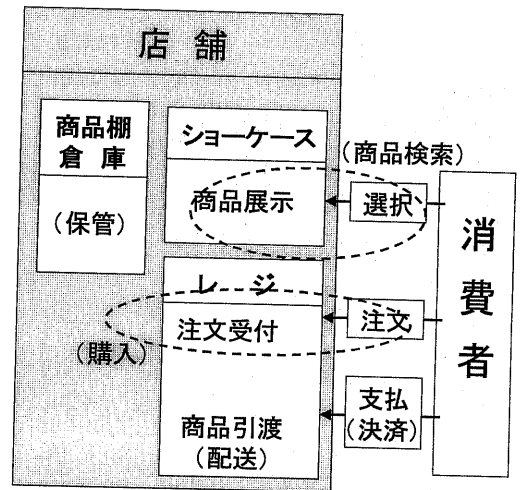 店舗
商品棚
倉庫
(保管)
ショーケース
商品展示
(商品検索)
選択
レジ
注文受付
(購入)
注文
商品引渡
(配送)
支払
(決済)
消費者